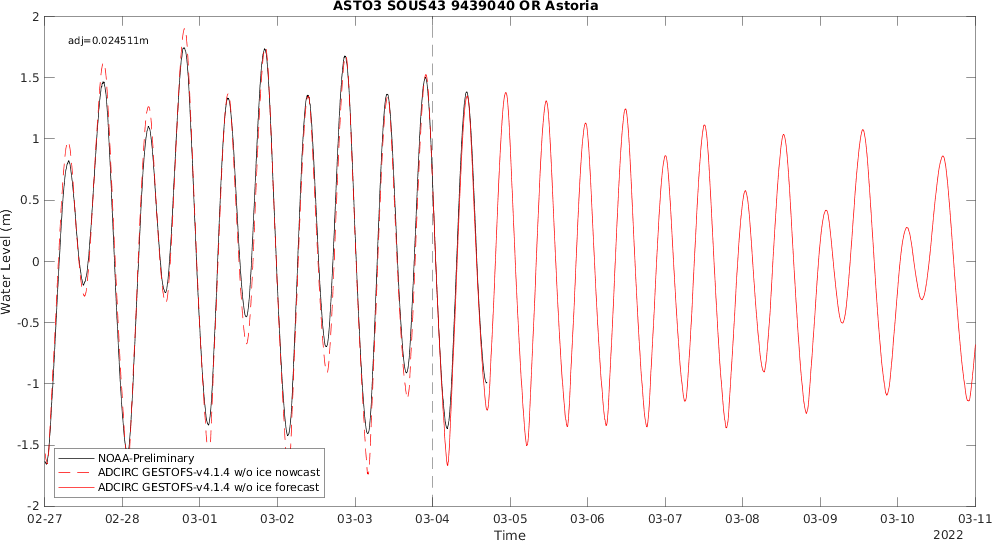 ASTO3 SOUS43 9439040 OR Astoria
adj=0.024511m
Water Level (m)
2
1.5
1
0.5
0
-0.5
-1
-1.5
-2
NOAA-Preliminary
ADCIRC GESTOFS-v4.1.4 w/o ice nowcast
ADCIRC GESTOFS-v4.1.4 w/o ice forecast
02-27 02-28 03-01 03-02 03-03 03-04 03-05 03-06 03-07 03-08 03-09 03-10 03-11
Time
2022